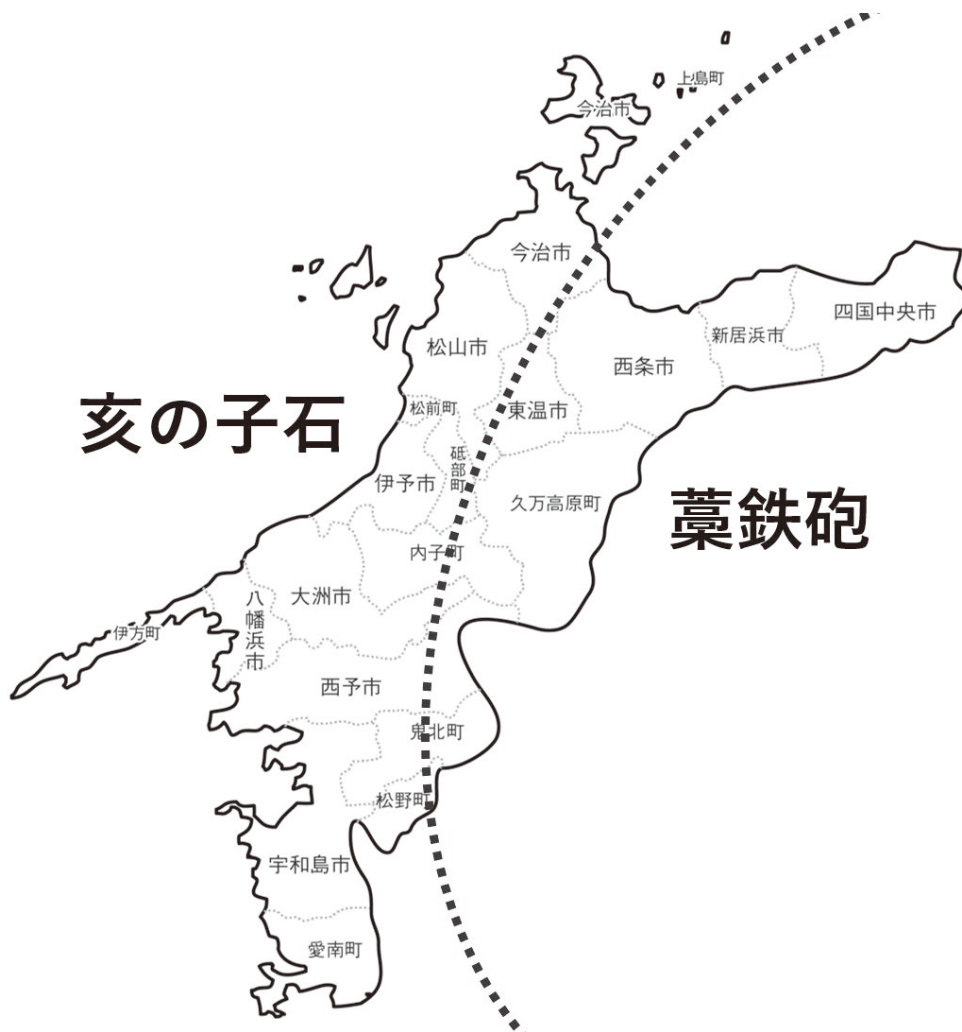 上島町
今治市
今治市
四国中央市
新居浜市
松山市
西条市
亥の子石
松前町
東温市
砥部町
伊予市
久万高原町
藁鉄砲
内子町
大洲市
八幡浜市
伊方町
西予市
鬼北町
松野町
宇和島市
愛南町